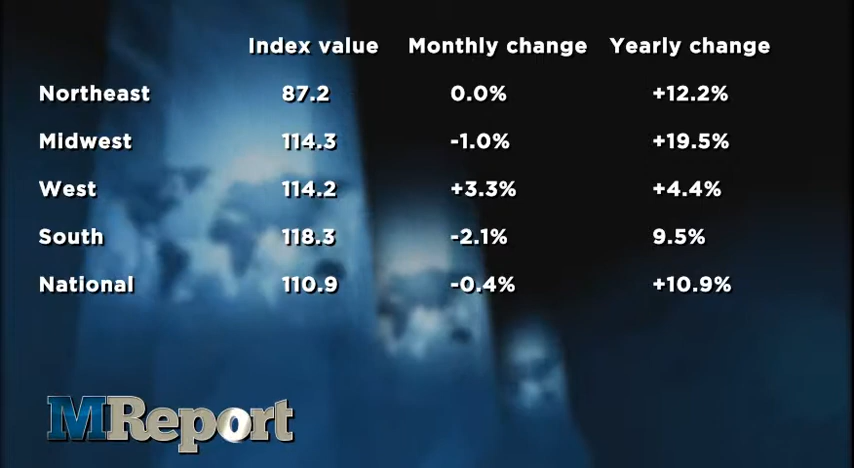 Index value Monthly change Yearly change
Northeast 87.2 0.0% +12.2%
Midwest 114.3 -1.0% +19.5%
West 114.2 +3.3% +4.4%
South 118.3 -2.1% 9.5%
National 110.9 -0.4% +10.9%
MReport